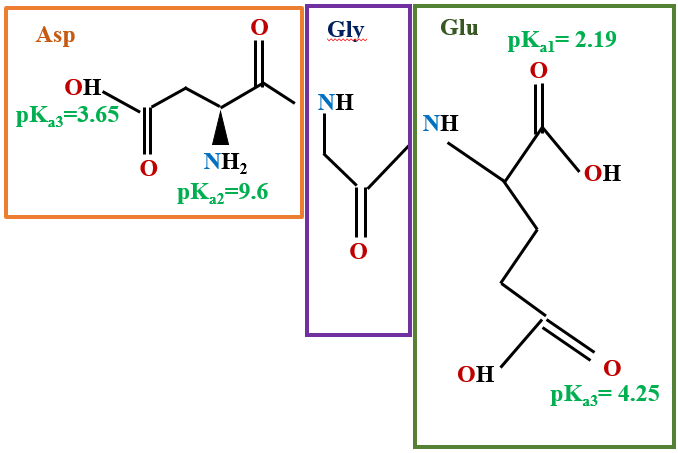 Asp
O
OH
pKa3=3.65
O
NH2
pKa2=9.6
Gly
NH
O
Glu
pKa1= 2.19
O
NH
OH
OH
O
pKa3= 4.25